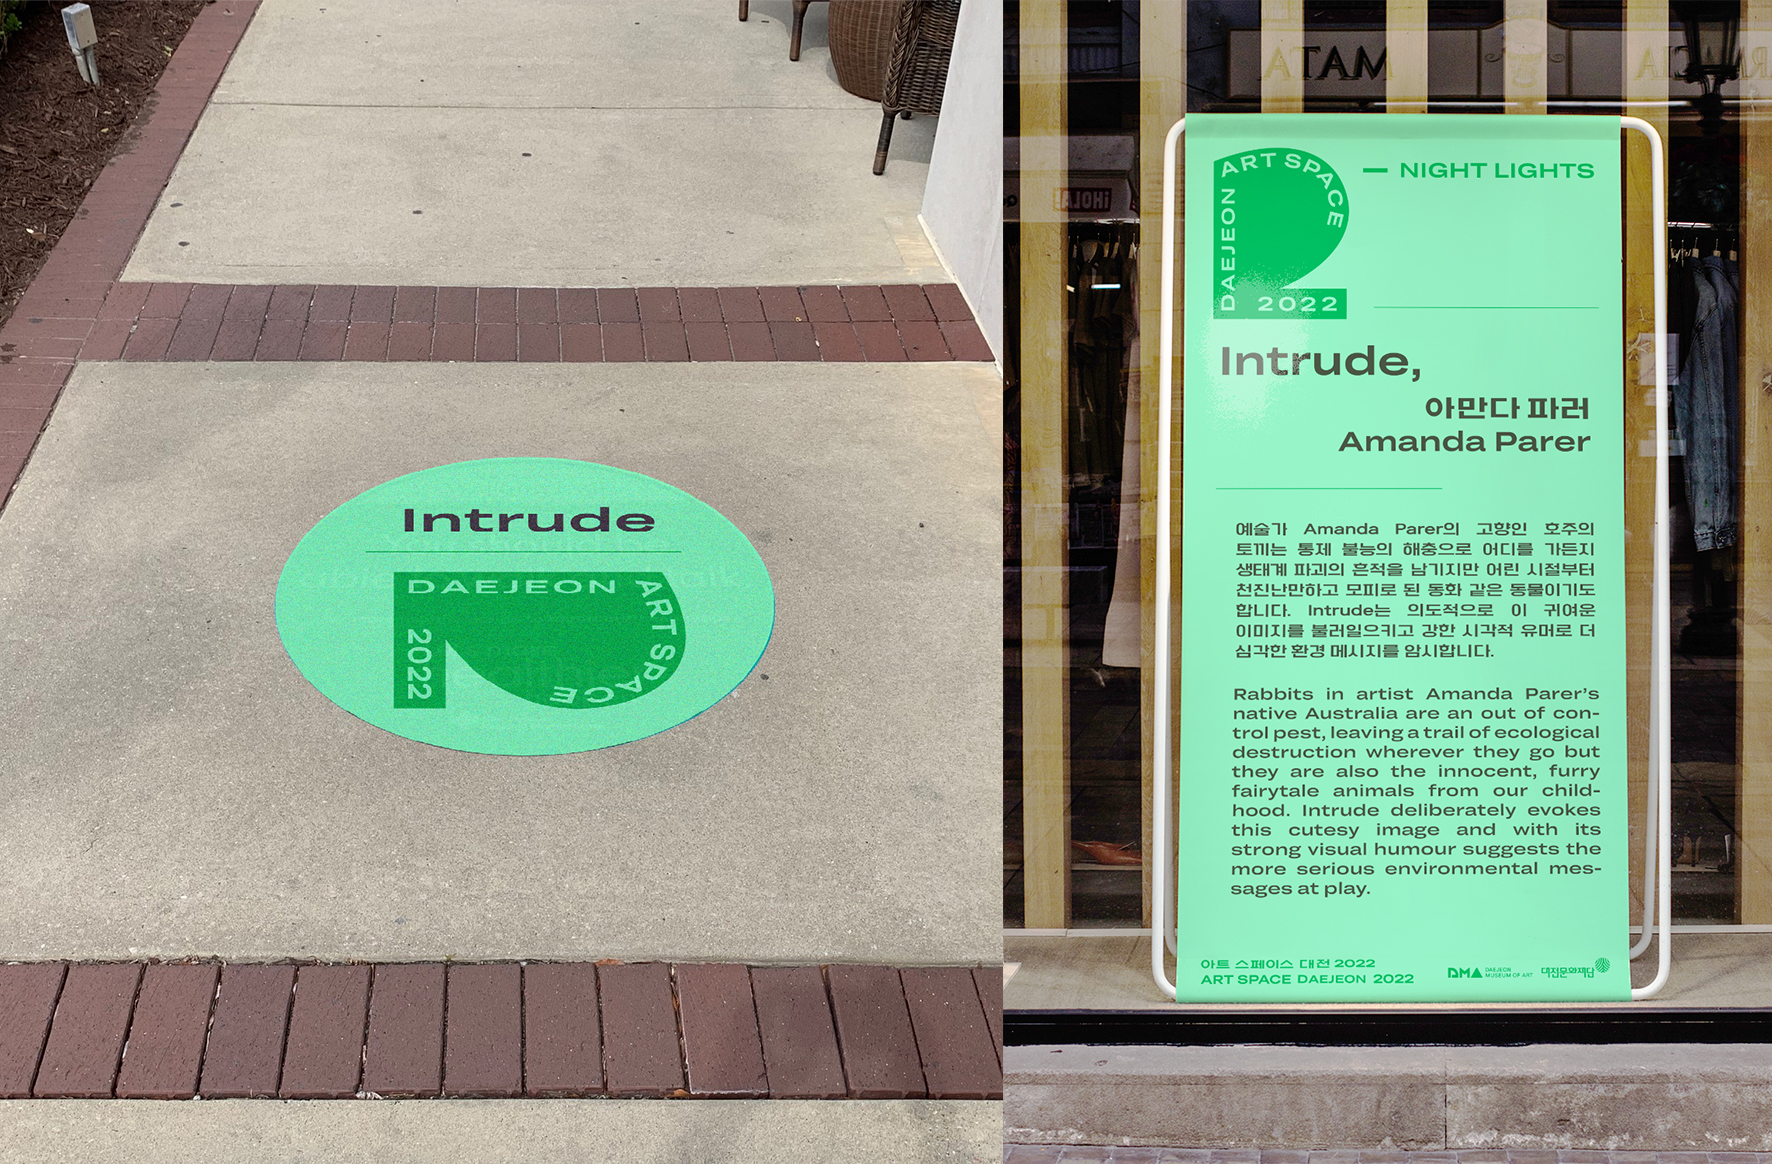 Intrude
DAEJEON
ART SPACE
2022
MATA
¡HOLA!
DAEJEON ART SPACE
2022
NIGHT LIGHTS
Intrude,
아만다 파러
Amanda Parer
예술가 Amanda Parer의 고향인 호주의
토끼는 통제 불능의 해충으로 어디를 가든지
생태계 파괴의 흔적을 남기지만 어린 시절부터
천진난만하고 모피로 된 동화 같은 동물이기도
합니다. Intrude는 의도적으로 이 귀여운
이미지를 불러일으키고 강한 시각적 유머로 더
심각한 환경 메시지를 암시합니다.
Rabbits in artist Amanda Parer’s
native Australia are an out of con-
trol pest, leaving a trail of ecological
destruction wherever they go but
they are also the innocent, furry
fairytale animals from our child-
hood. Intrude deliberately evokes
this cutesy image and with its
strong visual humour suggests the
more serious environmental mes-
sages at play.
아트 스페이스 대전 2022
ART SPACE DAEJEON 2022
DMA DAEJEON
MUSEUM OF ART
대전문화재단